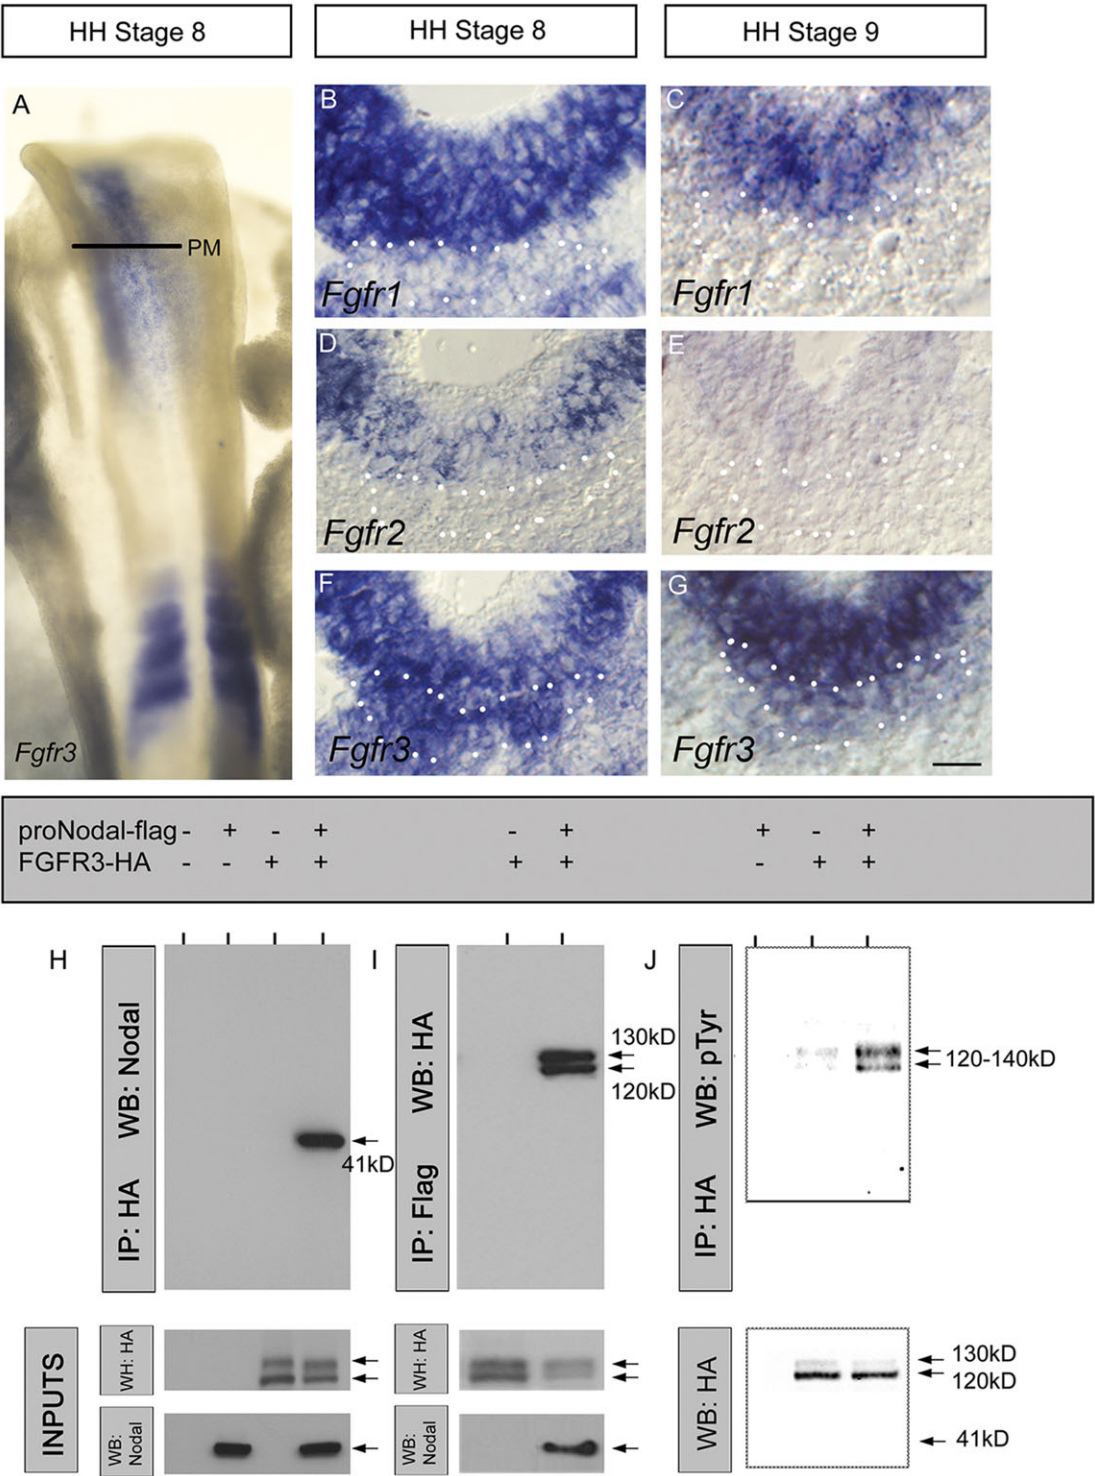 HH Stage 8
HH Stage 8
HH Stage 9
A
PM
Fgfr3
B
Fgfr1
C
Fgfr1
D
Fgfr2
E
Fgfr2
F
Fgfr3
G
Fgfr3
proNodal-flag - + - + - + + - +
FGFR3-HA - - + + + + - + +
H
IP: HA WB: Nodal
41kD
I
IP: Flag WB: HA
130kD
120kD
J
IP: HA WB: pTyr
120-140kD
INPUTS
WH: HA
WB: Nodal
WH: HA
WB: Nodal
WB: HA
130kD
120kD
41kD